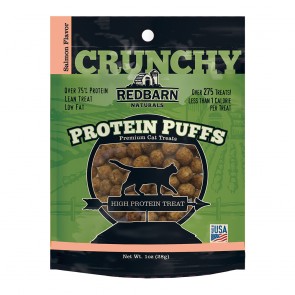 Salmon Flavor
CRUNCHY
REDBARN
NATURALS
Over 75% Protein
Lean Treat
Low Fat
Over 275 Treats!
Less than 1 Calorie
per Treat
PROTEIN PUFFS
Premium Cat Treats
HIGH PROTEIN TREAT
USA
Net Wt. 1oz (28g)